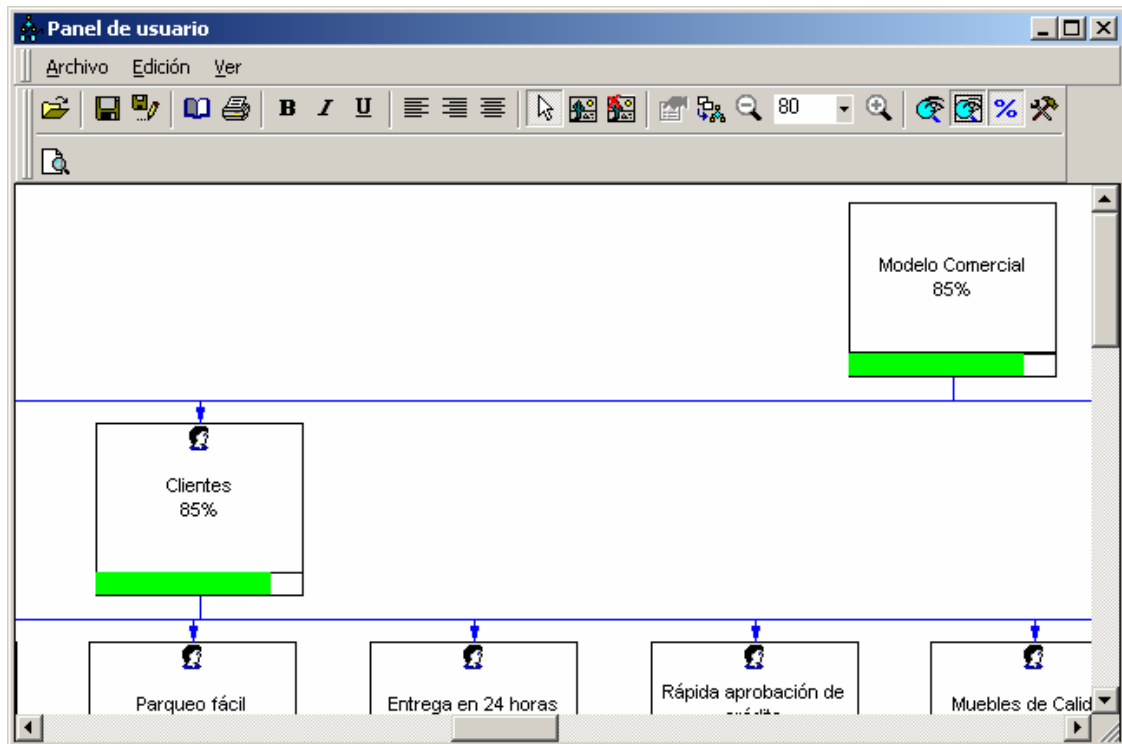 Panel de usuario
Archivo Edición Ver
B I U 80 %
Modelo Comercial
85%
Clientes
85%
Parqueo fácil
Entrega en 24 horas
Rápida aprobación de
Muebles de Calid